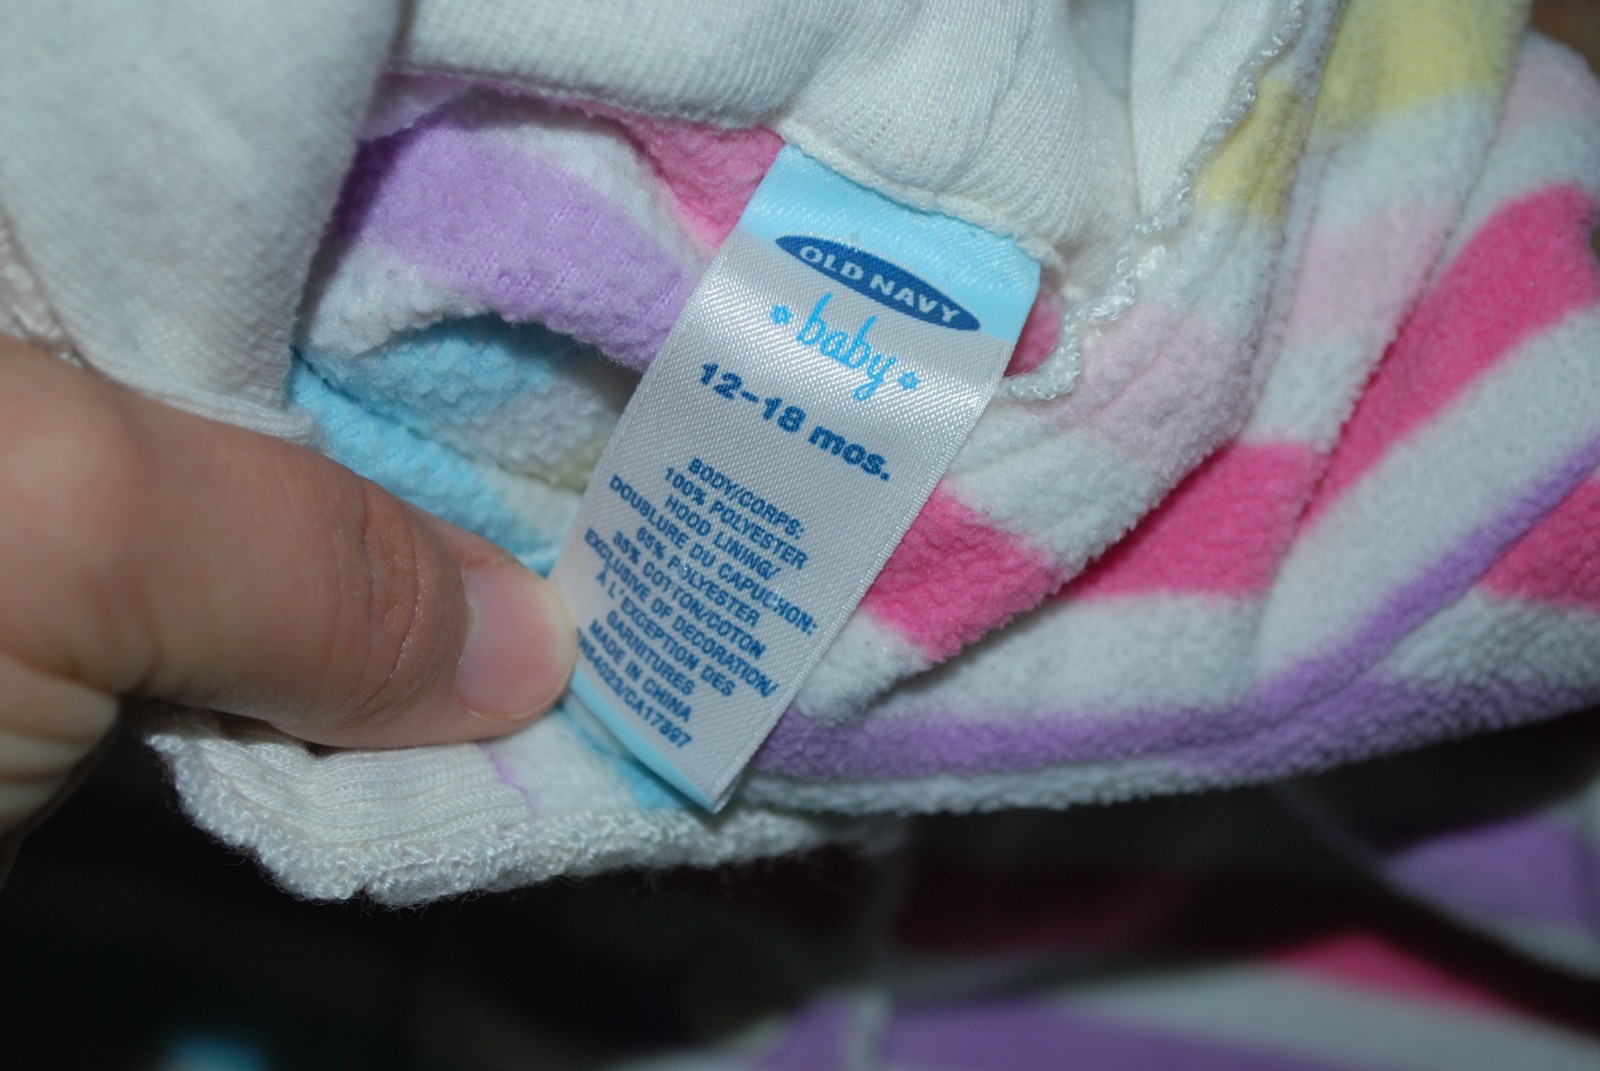 OLD NAVY
baby
12-18 mos.
BODY/CORPS:
100% POLYESTER
HOOD LINING/
DOUBLURE DU CAPUCHON:
65% POLYESTER
35% COTTON/COTON
EXCLUSIVE OF DECORATION/
À L'EXCEPTION DES
GARNITURES
MADE IN CHINA